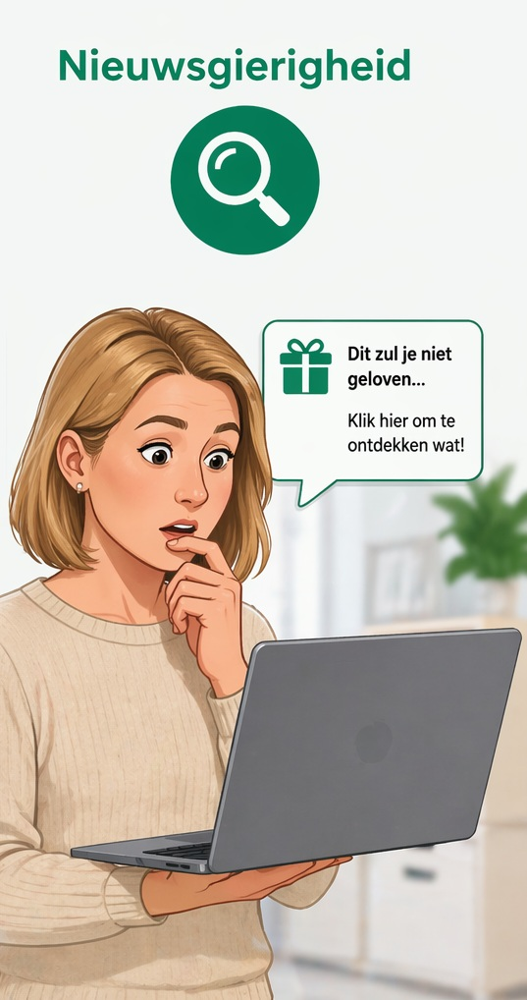 Nieuwsgierigheid
Dit zul je niet
geloven...
Klik hier om te
ontdekken wat!